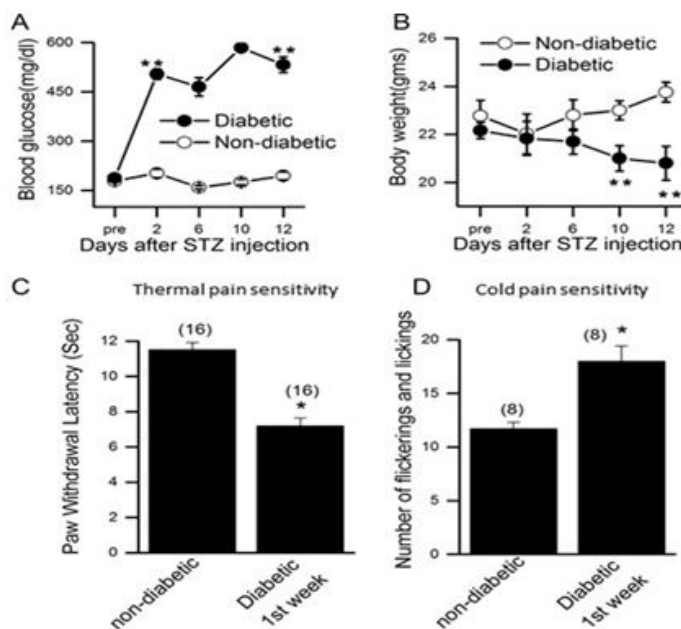 A
Blood glucose(mg/dl)
600
450
300
150
**
**
Diabetic
Non-diabetic
pre 2 6 10 12
Days after STZ injection
B
Body weight(gms)
26
24
22
20
Non-diabetic
Diabetic
**
**
pre 2 6 10 12
Days after STZ injection
C Thermal pain sensitivity
Paw Withdrawal Latency (Sec)
12
10
8
6
4
2
0
(16)
(16)
*
non-diabetic
Diabetic
1st week
D Cold pain sensitivity
Number of flickerings and lickings
20
15
10
5
0
(8)
(8) *
non-diabetic
Diabetic
1st week